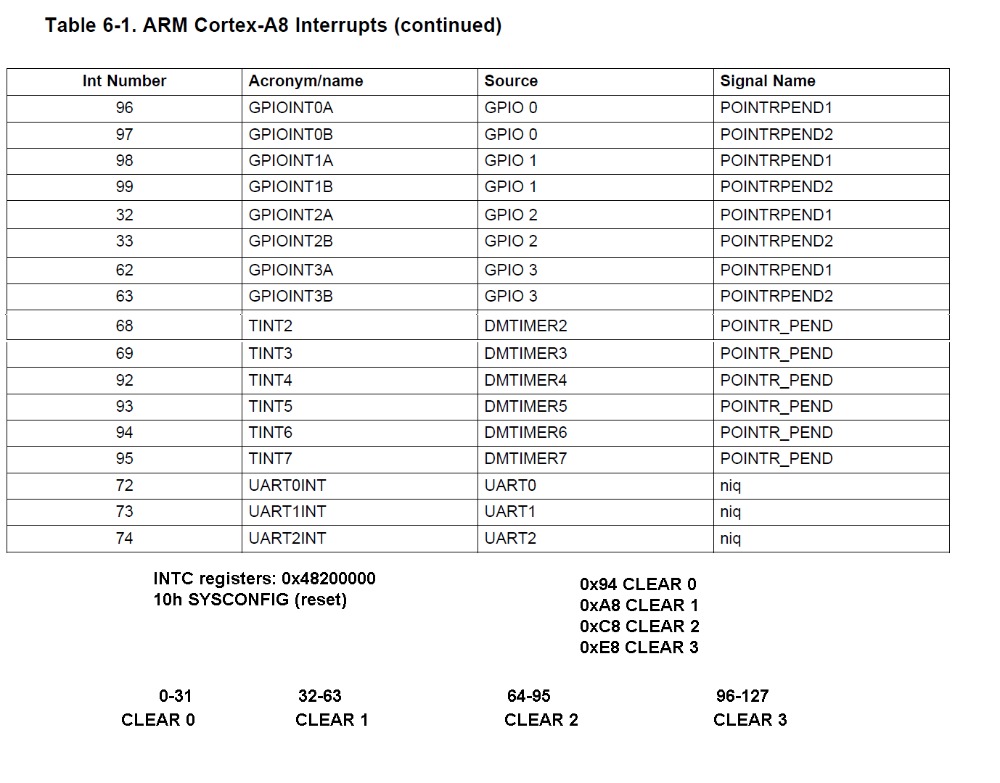 Table 6-1. ARM Cortex-A8 Interrupts (continued)
Int Number Acronym/name Source Signal Name
96 GPIOINT0A GPIO 0 POINTRPEND1
97 GPIOINT0B GPIO 0 POINTRPEND2
98 GPIOINT1A GPIO 1 POINTRPEND1
99 GPIOINT1B GPIO 1 POINTRPEND2
32 GPIOINT2A GPIO 2 POINTRPEND1
33 GPIOINT2B GPIO 2 POINTRPEND2
62 GPIOINT3A GPIO 3 POINTRPEND1
63 GPIOINT3B GPIO 3 POINTRPEND2
68 TINT2 DMTIMER2 POINTR_PEND
69 TINT3 DMTIMER3 POINTR_PEND
92 TINT4 DMTIMER4 POINTR_PEND
93 TINT5 DMTIMER5 POINTR_PEND
94 TINT6 DMTIMER6 POINTR_PEND
95 TINT7 DMTIMER7 POINTR_PEND
72 UART0INT UART0 niq
73 UART1INT UART1 niq
74 UART2INT UART2 niq
INTC registers: 0x48200000
10h SYSCONFIG (reset)
0x94 CLEAR 0
0xA8 CLEAR 1
0xC8 CLEAR 2
0xE8 CLEAR 3
0-31 32-63 64-95 96-127
CLEAR 0 CLEAR 1 CLEAR 2 CLEAR 3